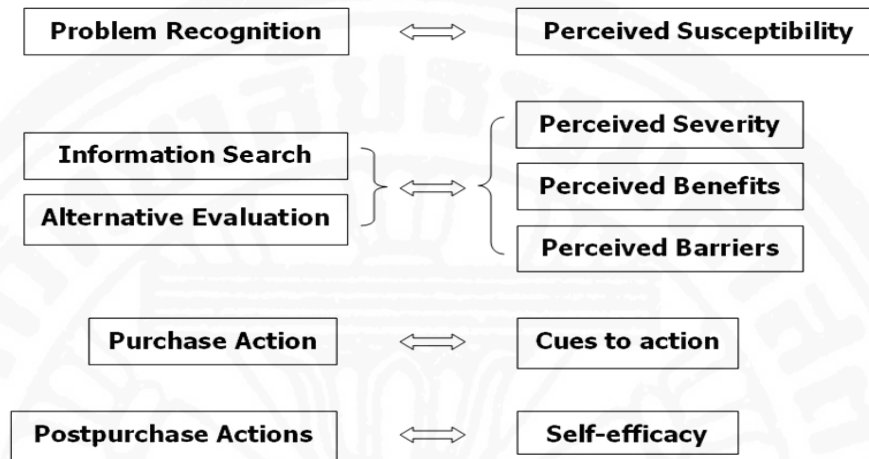 Problem Recognition
Perceived Susceptibility
Information Search
Alternative Evaluation
Perceived Severity
Perceived Benefits
Perceived Barriers
Purchase Action
Cues to action
Postpurchase Actions
Self-efficacy